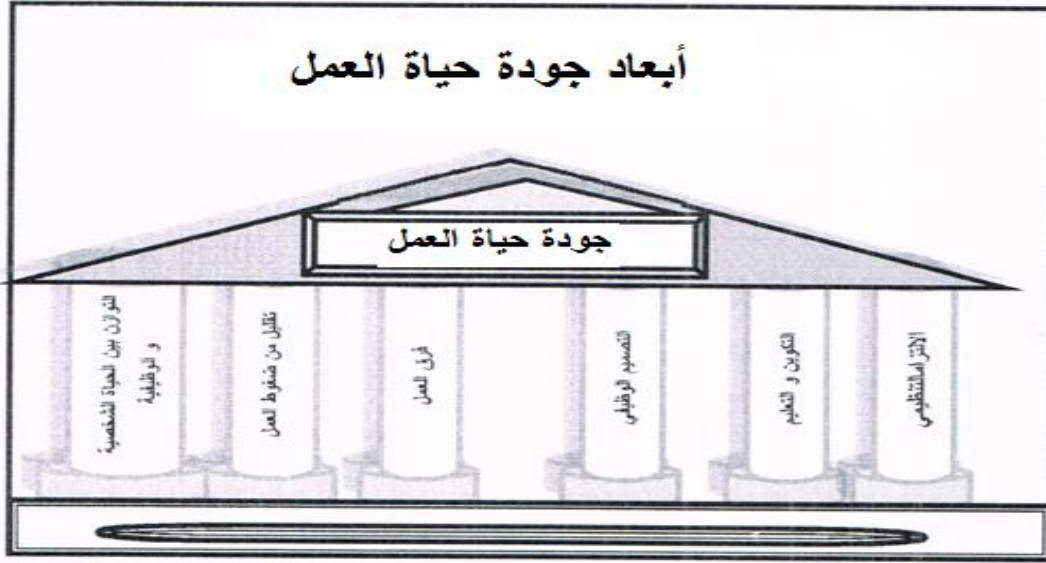 أبعاد جودة حياة العمل
جودة حياة العمل
الالتزام التنظيمي
التكوين و التعليم
التصميم الوظيفي
فرق العمل
تقليل من ضغوط العمل
التوازن بين الحياة الشخصية
و الوظيفية